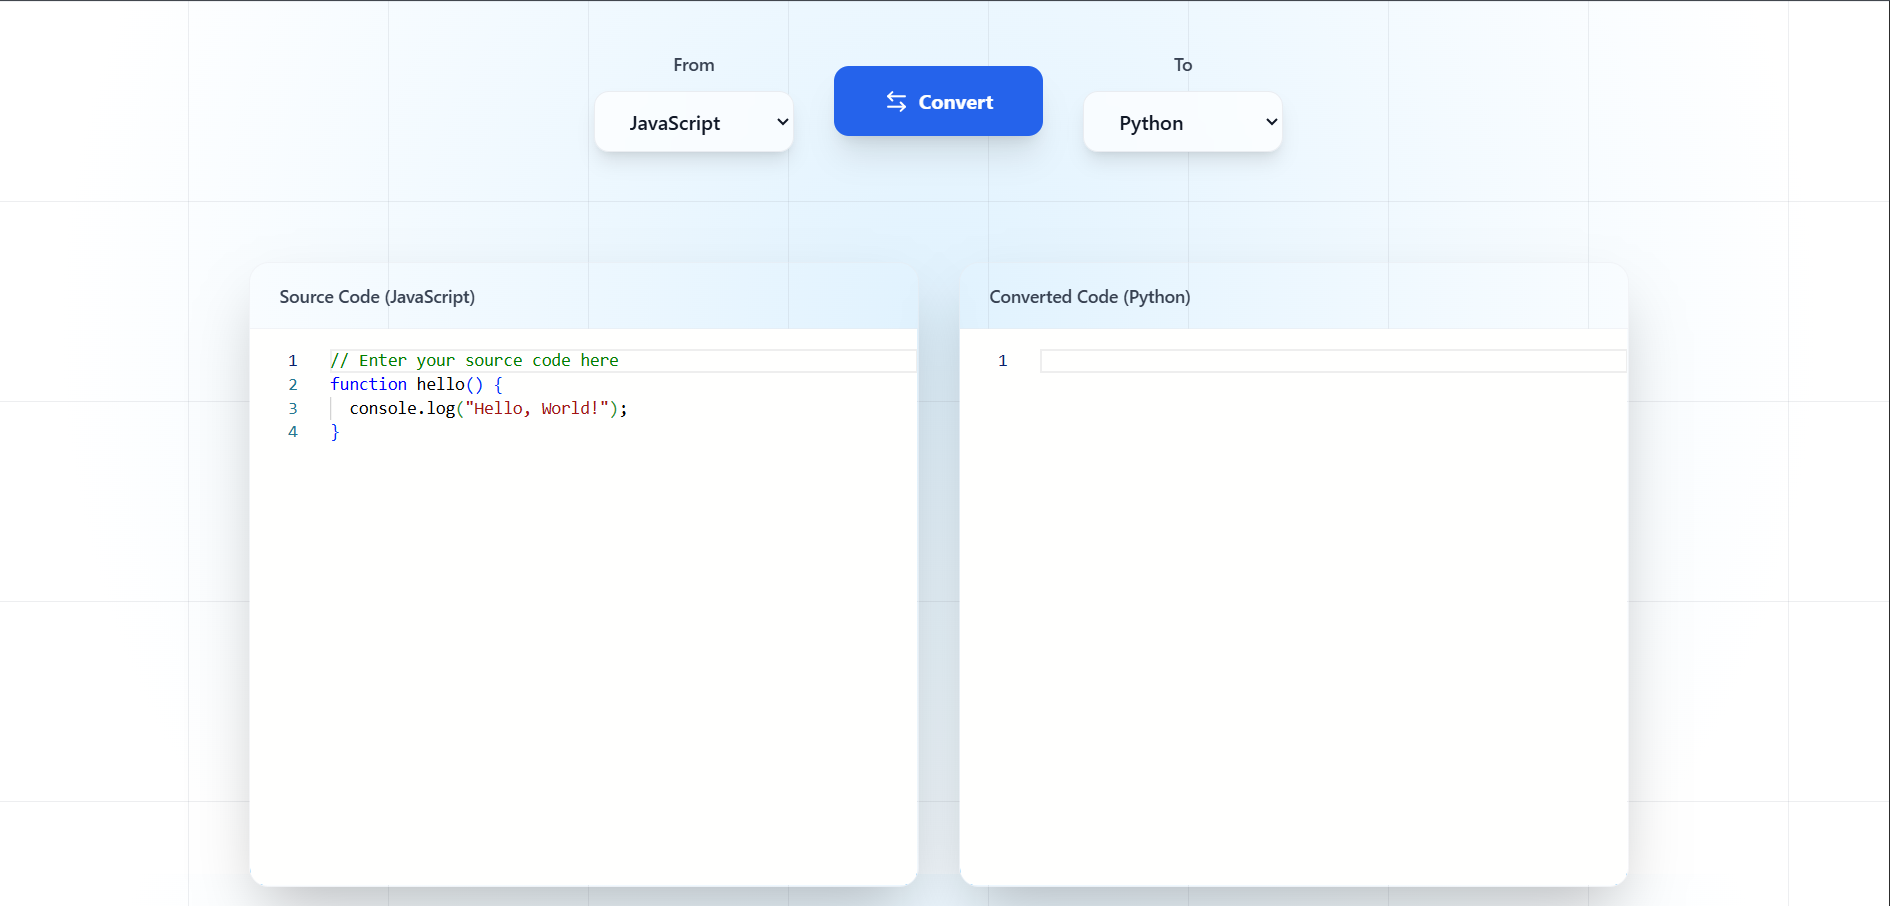 From
To
JavaScript
Convert
Python
Source Code (JavaScript)
1 // Enter your source code here
2 function hello() {
3   console.log("Hello, World!");
4 }
Converted Code (Python)
1